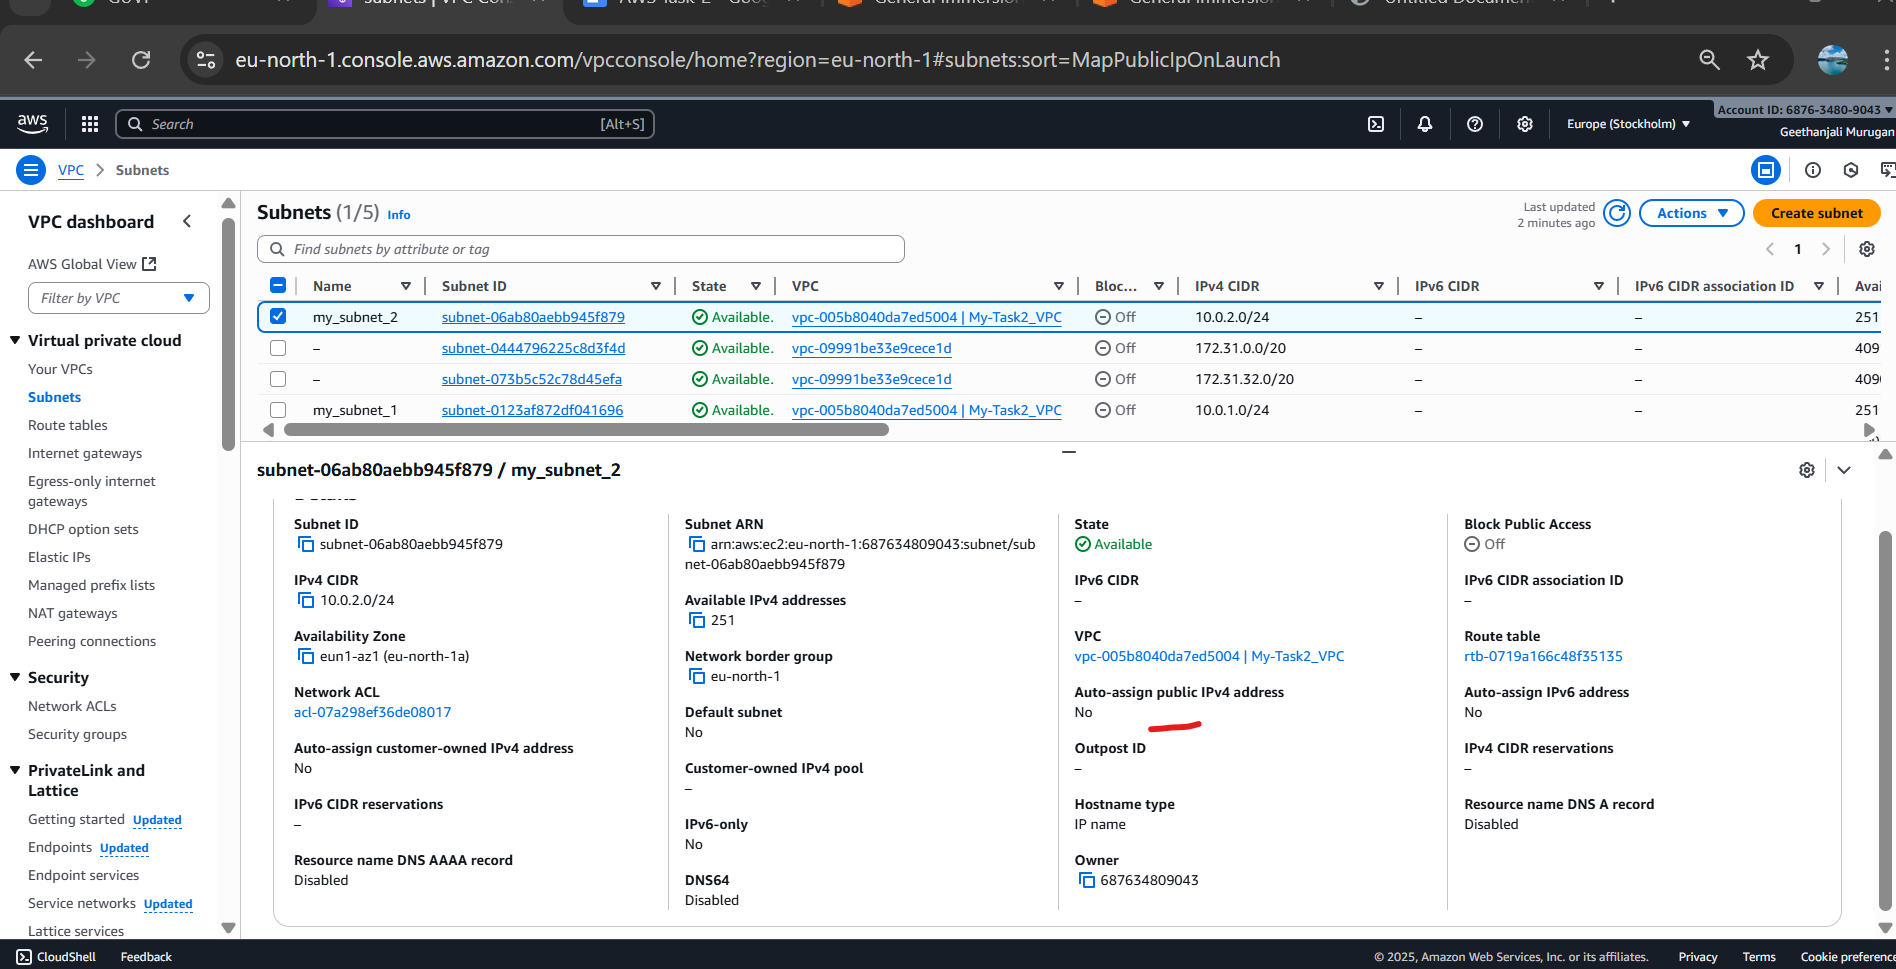 eu-north-1.console.aws.amazon.com/vpcconsole/home?region=eu-north-1#subnets:sort=MapPublicIpOnLaunch
aws
Search [Alt+S]
Europe (Stockholm)
Account ID: 6876-3480-9043
Geethanjali Murugan
VPC > Subnets
VPC dashboard
AWS Global View
Filter by VPC
Virtual private cloud
Your VPCs
Subnets
Route tables
Internet gateways
Egress-only internet
gateways
DHCP option sets
Elastic IPs
Managed prefix lists
NAT gateways
Peering connections
Security
Network ACLs
Security groups
PrivateLink and
Lattice
Getting started Updated
Endpoints Updated
Endpoint services
Service networks Updated
Lattice services
Subnets (1/5) Info
Last updated
2 minutes ago
Actions
Create subnet
Find subnets by attribute or tag
1
Name Subnet ID State VPC Bloc... IPv4 CIDR IPv6 CIDR IPv6 CIDR association ID Avai
my_subnet_2 subnet-06ab80aebb945f879 Available. vpc-005b8040da7ed5004 | My-Task2_VPC Off 10.0.2.0/24 – – 251
– subnet-0444796225c8d3f4d Available. vpc-09991be33e9cece1d Off 172.31.0.0/20 – – 409
– subnet-073b5c52c78d45efa Available. vpc-09991be33e9cece1d Off 172.31.32.0/20 – – 409
my_subnet_1 subnet-0123af872df041696 Available. vpc-005b8040da7ed5004 | My-Task2_VPC Off 10.0.1.0/24 – – 251
subnet-06ab80aebb945f879 / my_subnet_2
Subnet ID
subnet-06ab80aebb945f879
IPv4 CIDR
10.0.2.0/24
Availability Zone
eun1-az1 (eu-north-1a)
Network ACL
acl-07a298ef36de08017
Auto-assign customer-owned IPv4 address
No
IPv6 CIDR reservations
–
Resource name DNS AAAA record
Disabled
Subnet ARN
arn:aws:ec2:eu-north-1:687634809043:subnet/sub
net-06ab80aebb945f879
Available IPv4 addresses
251
Network border group
eu-north-1
Default subnet
No
Customer-owned IPv4 pool
–
IPv6-only
No
DNS64
Disabled
State
Available
IPv6 CIDR
–
VPC
vpc-005b8040da7ed5004 | My-Task2_VPC
Auto-assign public IPv4 address
No
Outpost ID
–
Hostname type
IP name
Owner
687634809043
Block Public Access
Off
IPv6 CIDR association ID
–
Route table
rtb-0719a166c48f35135
Auto-assign IPv6 address
No
IPv4 CIDR reservations
–
Resource name DNS A record
Disabled
CloudShell Feedback © 2025, Amazon Web Services, Inc. or its affiliates. Privacy Terms Cookie preference